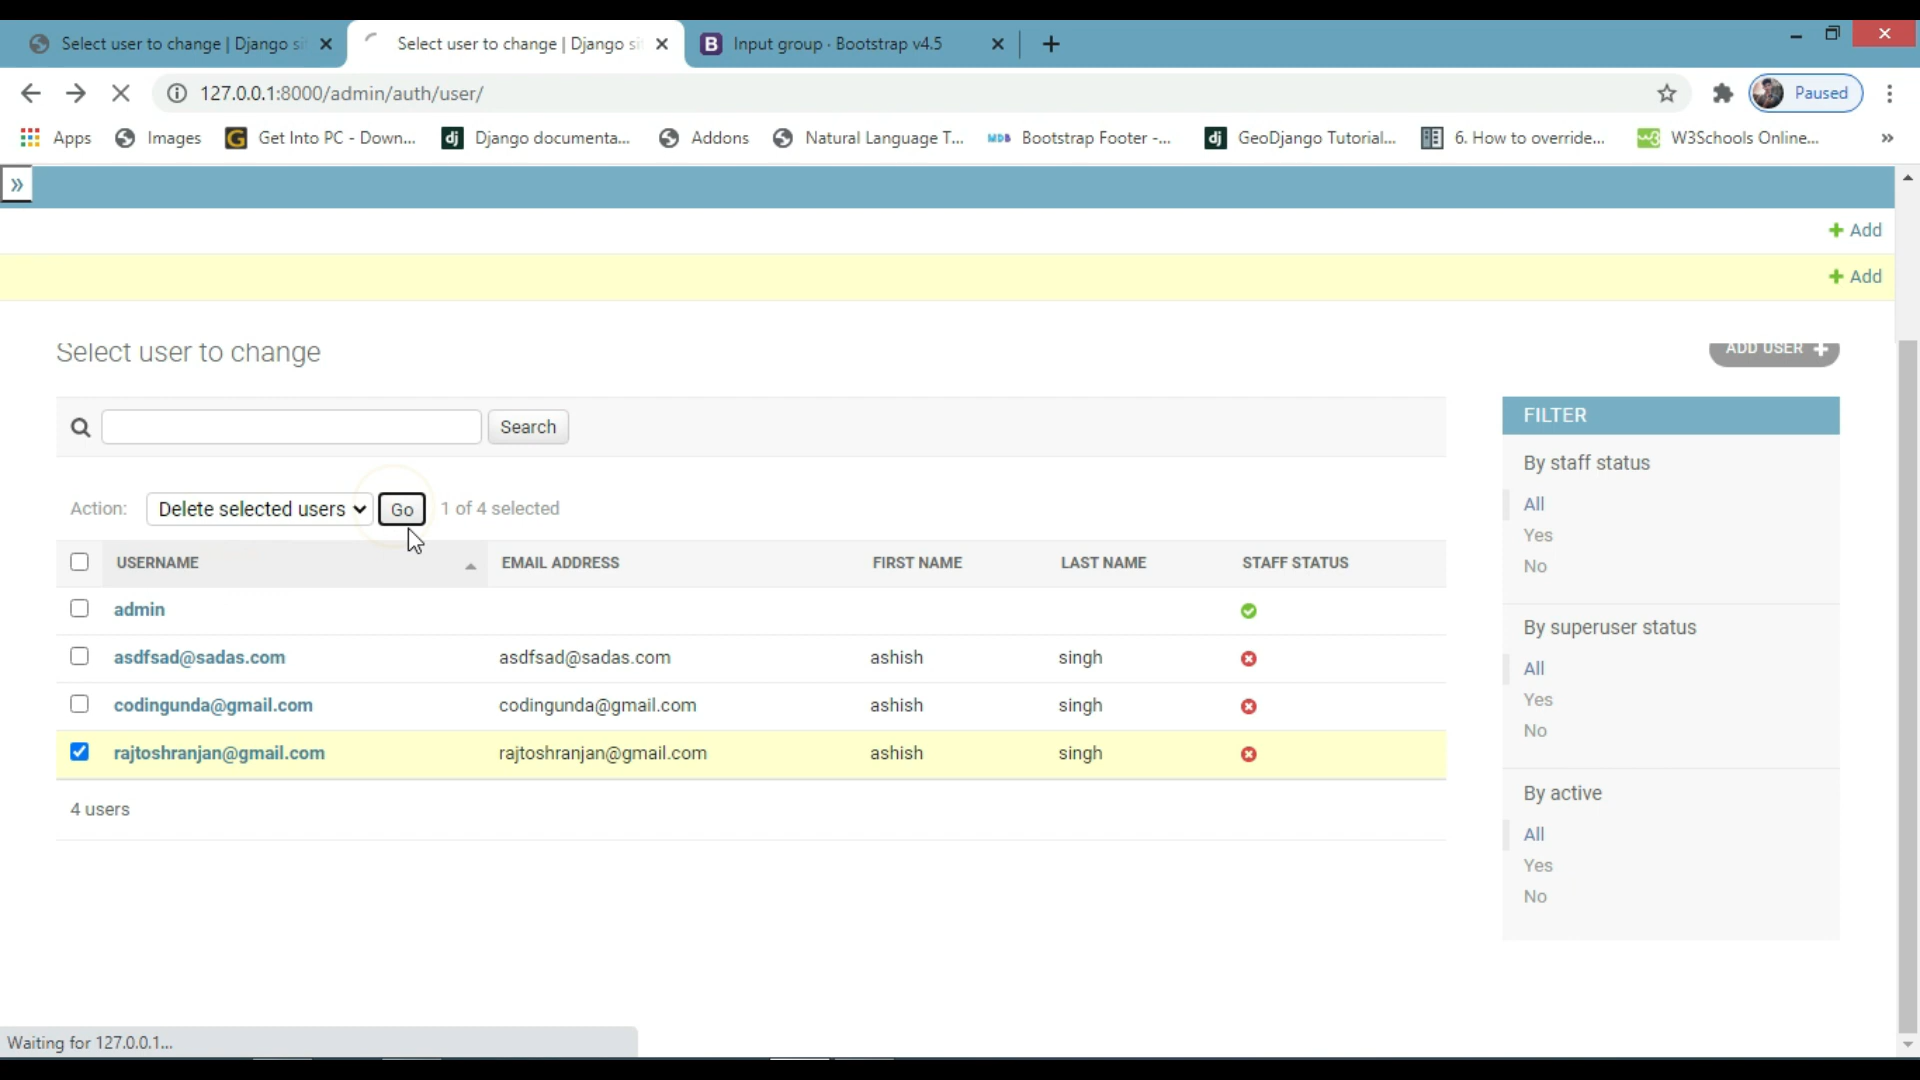 Select user to change | Django si
Select user to change | Django si
Input group · Bootstrap v4.5
127.0.0.1:8000/admin/auth/user/
Paused
Apps
Images
Get Into PC - Down...
dj
Django documenta...
Addons
Natural Language T...
MDB
Bootstrap Footer -...
dj
GeoDjango Tutorial...
6. How to override...
W3Schools Online...
»
»
Add
Add
Select user to change
ADD USER
Search
FILTER
By staff status
All
Yes
No
By superuser status
All
Yes
No
By active
All
Yes
No
Action:
Delete selected users
Go
1 of 4 selected
USERNAME EMAIL ADDRESS FIRST NAME LAST NAME STAFF STATUS
admin
asdfsad@sadas.com asdfsad@sadas.com ashish singh
codingunda@gmail.com codingunda@gmail.com ashish singh
rajtoshranjan@gmail.com rajtoshranjan@gmail.com ashish singh
4 users
Waiting for 127.0.0.1...